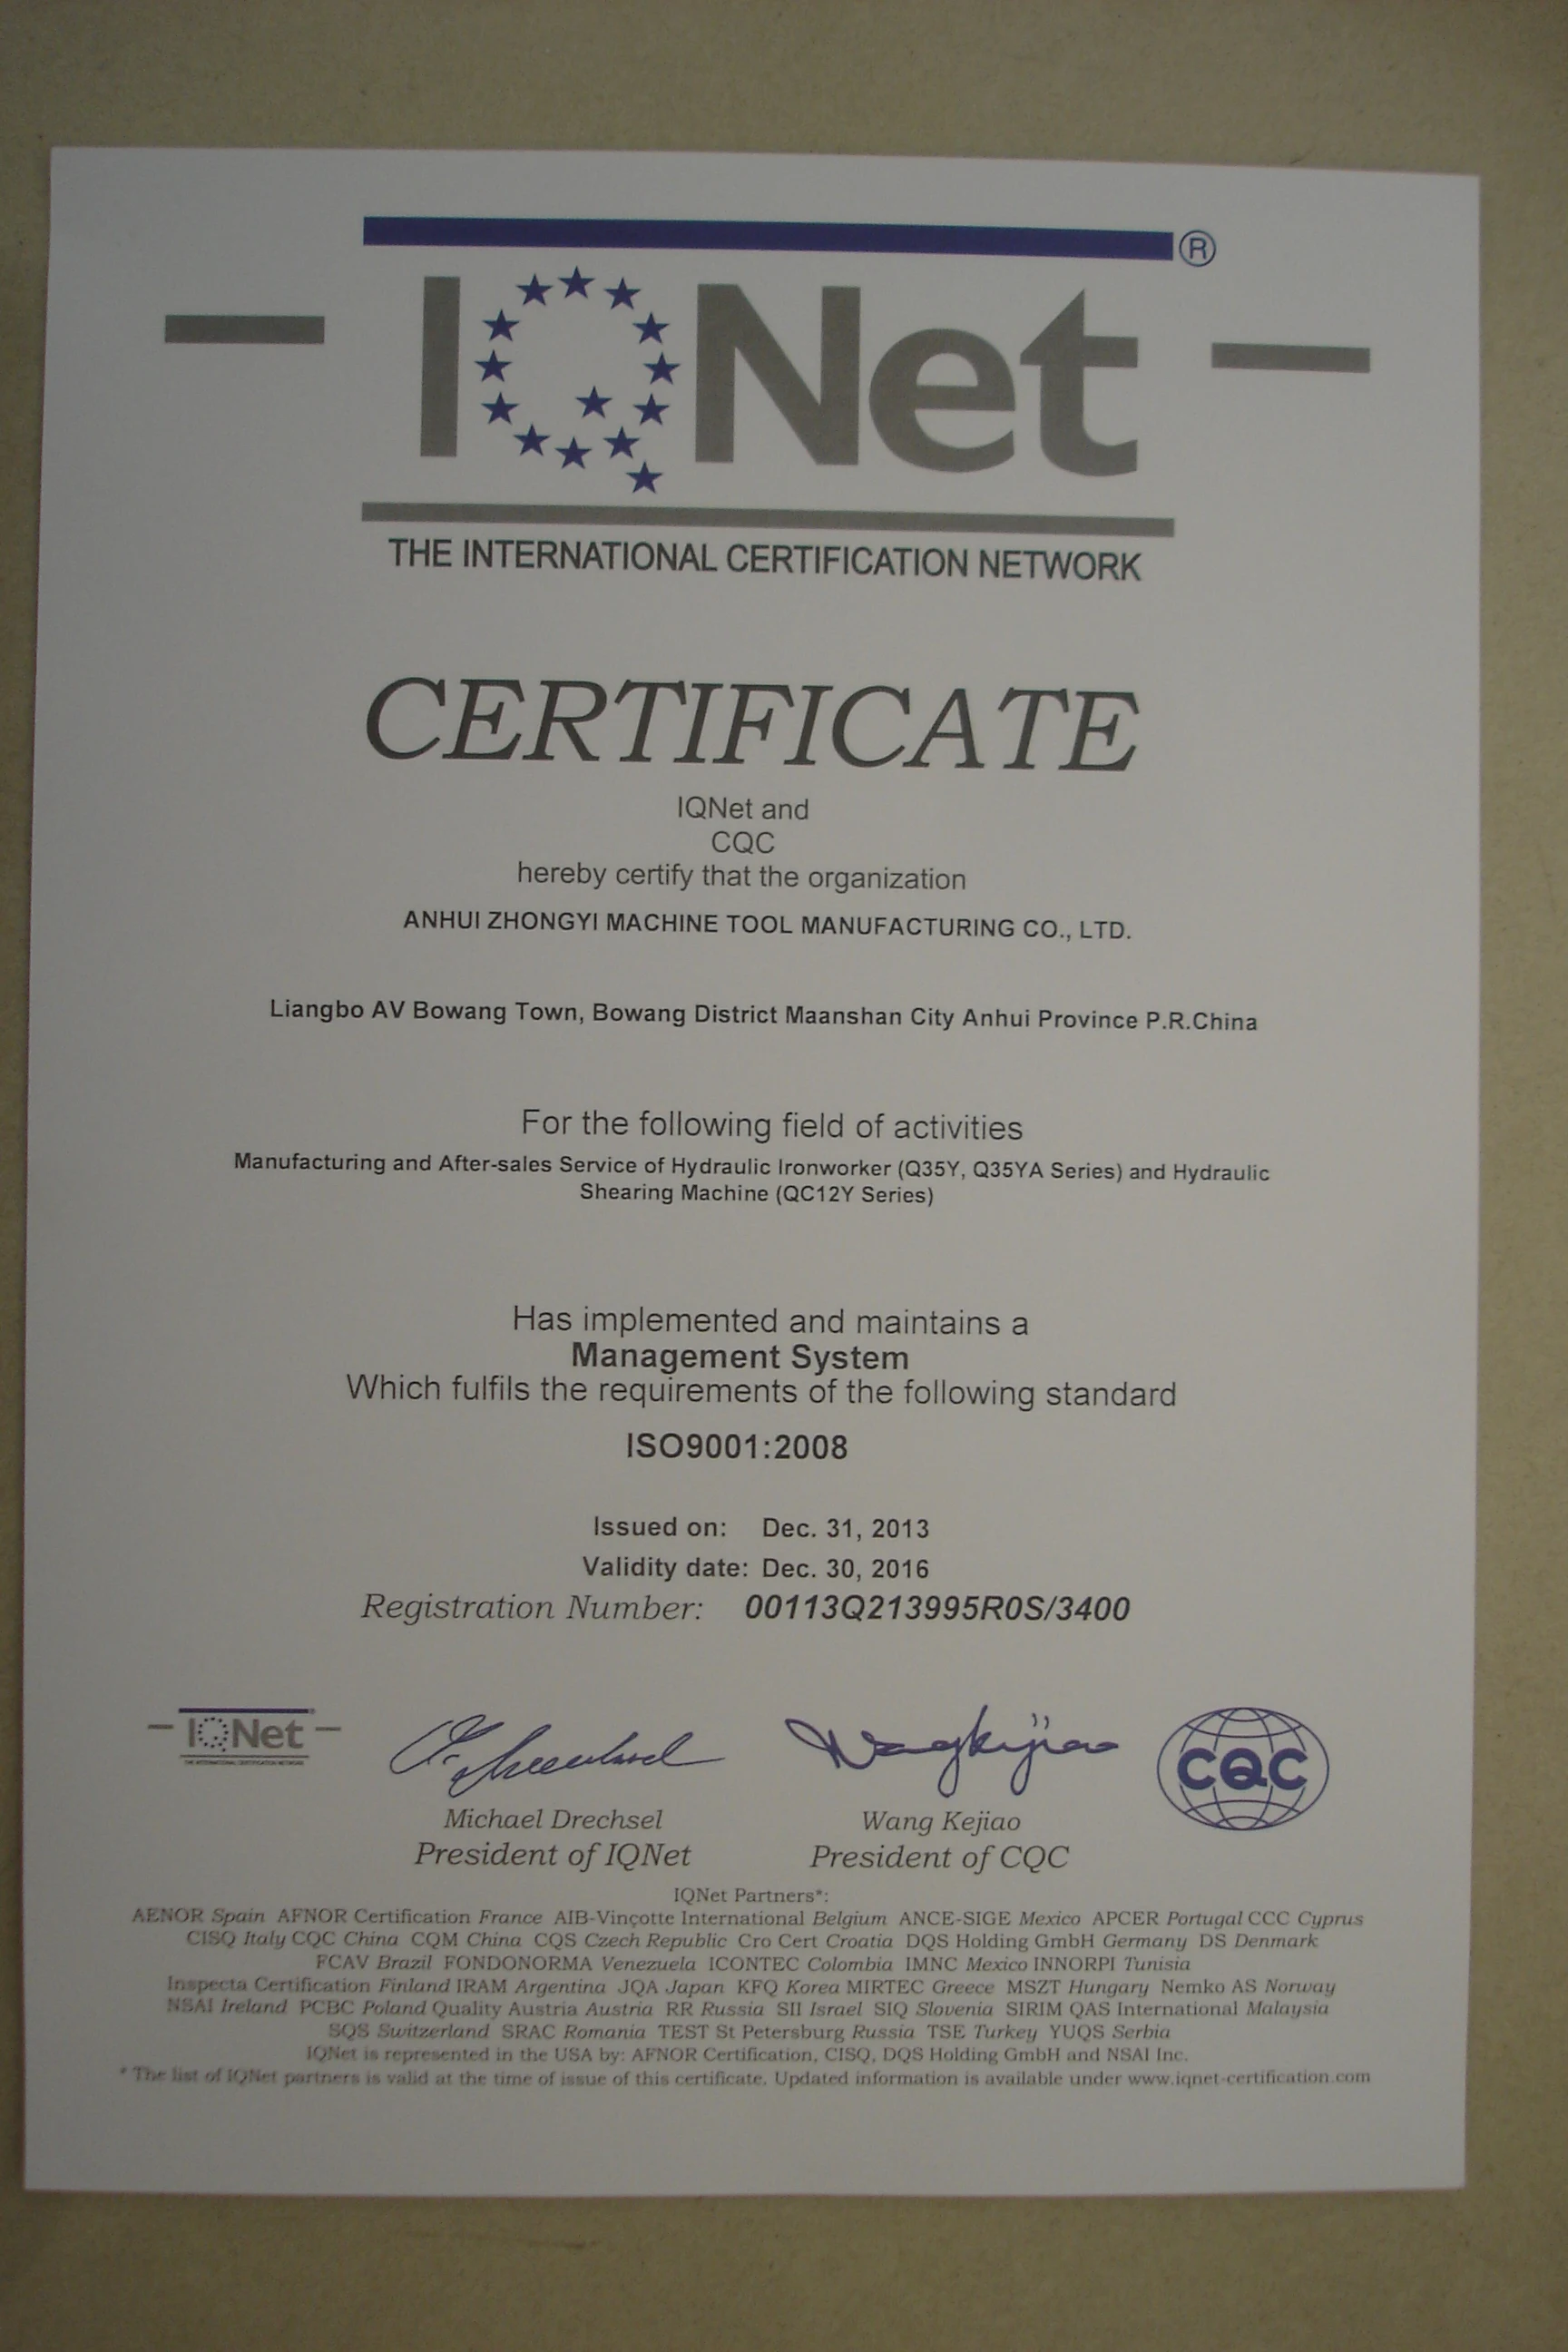 IQNet®
THE INTERNATIONAL CERTIFICATION NETWORK
CERTIFICATE
IQNet and
CQC
hereby certify that the organization
ANHUI ZHONGYI MACHINE TOOL MANUFACTURING CO., LTD.
Liangbo AV Bowang Town, Bowang District Maanshan City Anhui Province P.R.China
For the following field of activities
Manufacturing and After-sales Service of Hydraulic Ironworker (Q35Y, Q35YA Series) and Hydraulic
Shearing Machine (QC12Y Series)
Has implemented and maintains a
Management System
Which fulfils the requirements of the following standard
ISO9001:2008
Issued on: Dec. 31, 2013
Validity date: Dec. 30, 2016
Registration Number: 00113Q213995R0S/3400
IQNet
THE INTERNATIONAL CERTIFICATION NETWORK
Wangkejiao
CQC
Michael Drechsel
Wang Kejiao
President of IQNet
President of CQC
IQNet Partners*:
AENOR Spain AFNOR Certification France AIB-Vinçotte International Belgium ANCE-SIGE Mexico APCER Portugal CCC Cyprus
CISQ Italy CQC China CQM China CQS Czech Republic Cro Cert Croatia DQS Holding GmbH Germany DS Denmark
FCAV Brazil FONDONORMA Venezuela ICONTEC Colombia IMNC Mexico INNORPI Tunisia
Inspecta Certification Finland IRAM Argentina JQA Japan KFQ Korea MIRTEC Greece MSZT Hungary Nemko AS Norway
NSAI Ireland PCBC Poland Quality Austria Austria RR Russia SII Israel SIQ Slovenia SIRIM QAS International Malaysia
SQS Switzerland SRAC Romania TEST St Petersburg Russia TSE Turkey YUQS Serbia
IQNet is represented in the USA by: AFNOR Certification, CISQ, DQS Holding GmbH and NSAI Inc.
* The list of IQNet partners is valid at the time of issue of this certificate. Updated information is available under www.iqnet-certification.com